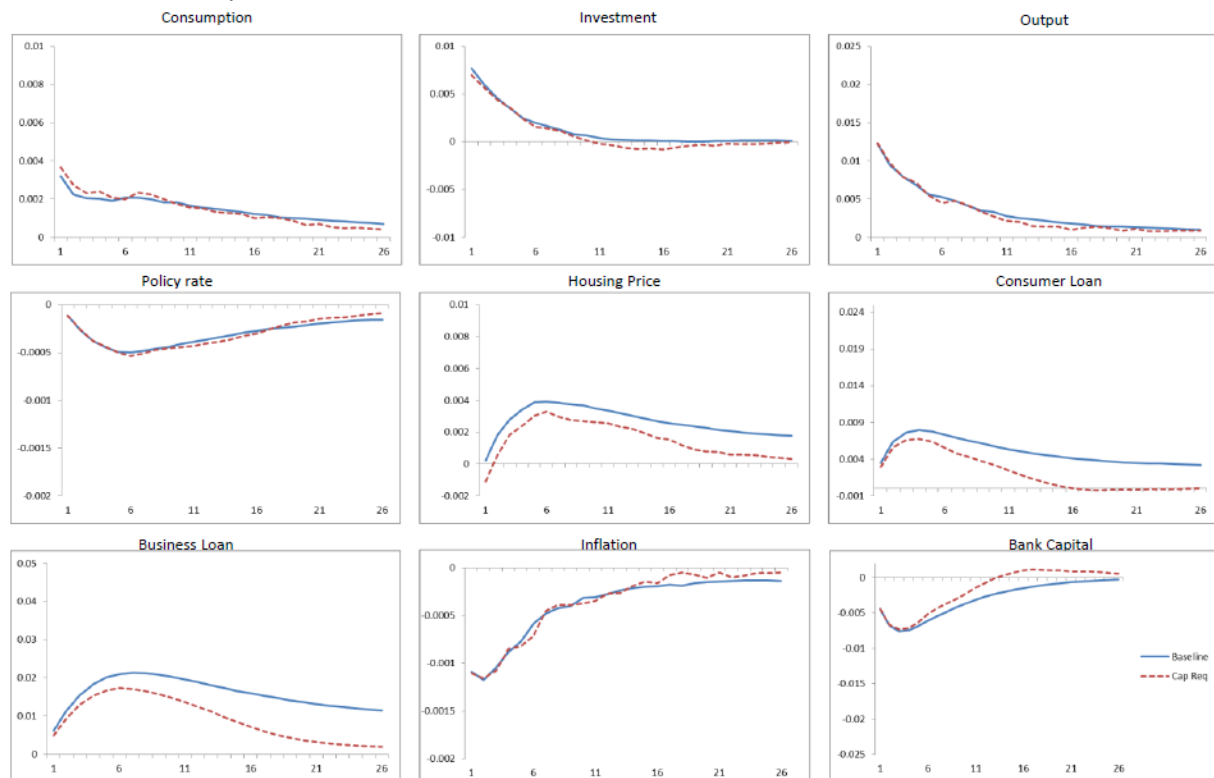 Consumption
Investment
Output
0.01
0.008
0.006
0.004
0.002
0
1 6 11 16 21 26
0.01
0.005
0
-0.005
-0.01
1 6 11 16 21 26
0.025
0.02
0.015
0.01
0.005
0
1 6 11 16 21 26
Policy rate
Housing Price
Consumer Loan
0
-0.0005
-0.001
-0.0015
-0.002
1 6 11 16 21 26
0.01
0.008
0.006
0.004
0.002
0
-0.002
1 6 11 16 21 26
0.024
0.019
0.014
0.009
0.004
-0.001
1 6 11 16 21 26
Business Loan
Inflation
Bank Capital
0.05
0.04
0.03
0.02
0.01
0
1 6 11 16 21 26
0
-0.0005
-0.001
-0.0015
-0.002
1 6 11 16 21 26
0
-0.005
-0.01
-0.015
-0.02
-0.025
1 6 11 16 21 26
Baseline
Cap Req